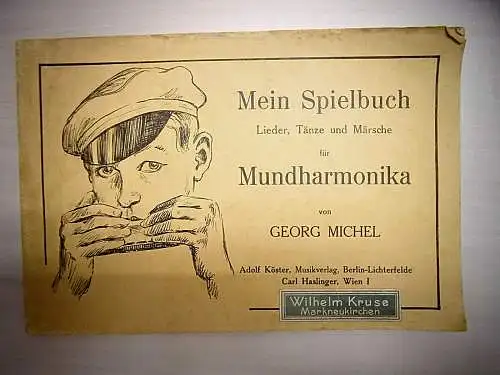 Mein Spielbuch
Lieder, Tänze und Märsche
für
Mundharmonika
von
GEORG MICHEL
Adolf Köster, Musikverlag, Berlin-Lichterfelde
Carl Haslinger, Wien I
Wilhelm Kruse
Markneukirchen